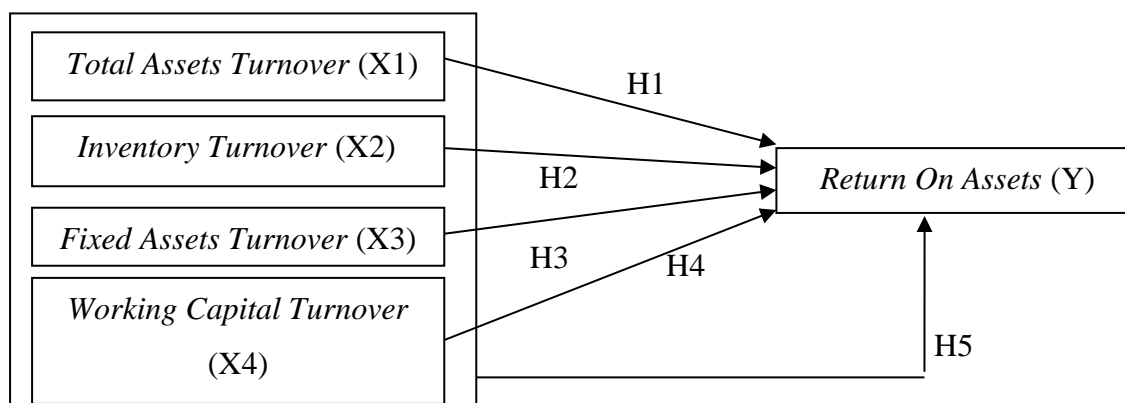 Total Assets Turnover (X1)
H1
Inventory Turnover (X2)
H2
Return On Assets (Y)
Fixed Assets Turnover (X3)
H3
H4
Working Capital Turnover
(X4)
H5